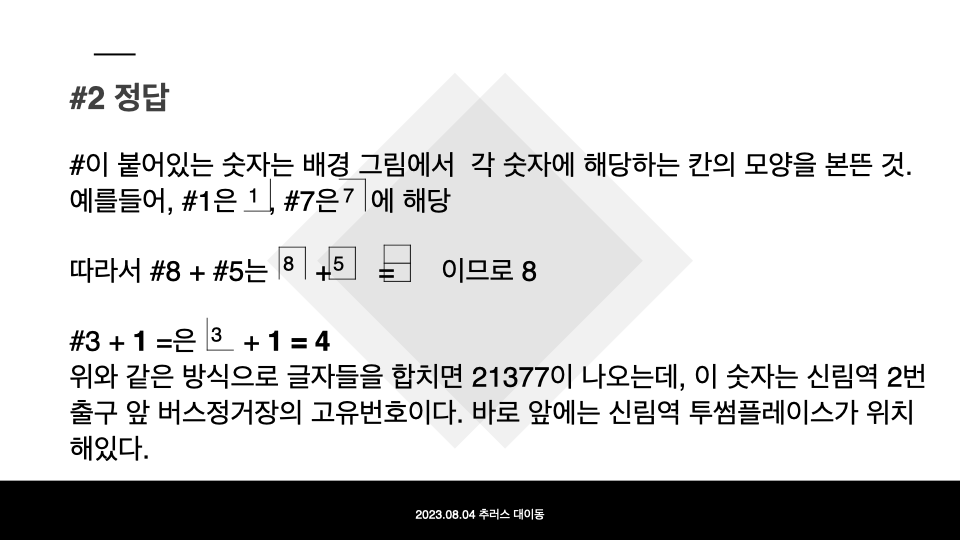 #2 정답
#이 붙어있는 숫자는 배경 그림에서 각 숫자에 해당하는 칸의 모양을 본뜬 것.
예를들어, #1은 1, #7은 7 에 해당
따라서 #8 + #5는 8 + 5 = 이므로 8
#3 + 1 =은 3 + 1 = 4
위와 같은 방식으로 글자들을 합치면 21377이 나오는데, 이 숫자는 신림역 2번
출구 앞 버스정거장의 고유번호이다. 바로 앞에는 신림역 투썸플레이스가 위치
해있다.
2023.08.04 추러스 대이동